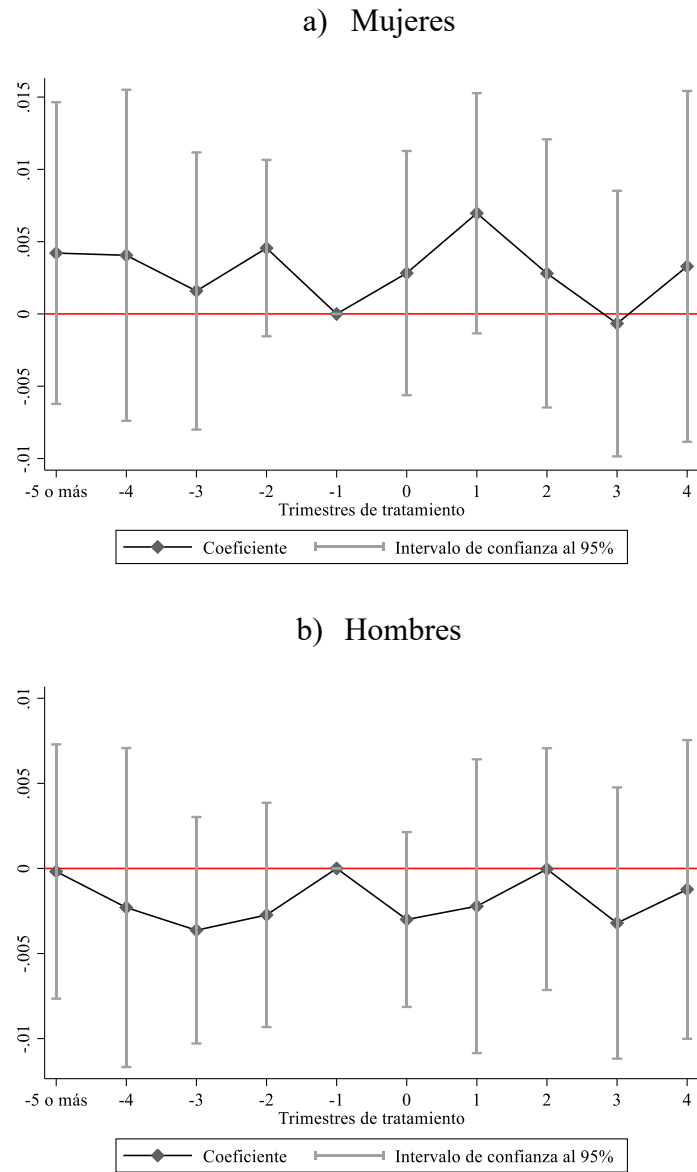 a) Mujeres
.015
.01
.005
0
-.005
-.01
-5 o más -4 -3 -2 -1 0 1 2 3 4
Trimestres de tratamiento
Coeficiente Intervalo de confianza al 95%
b) Hombres
.01
.005
0
-.005
-.01
-5 o más -4 -3 -2 -1 0 1 2 3 4
Trimestres de tratamiento
Coeficiente Intervalo de confianza al 95%